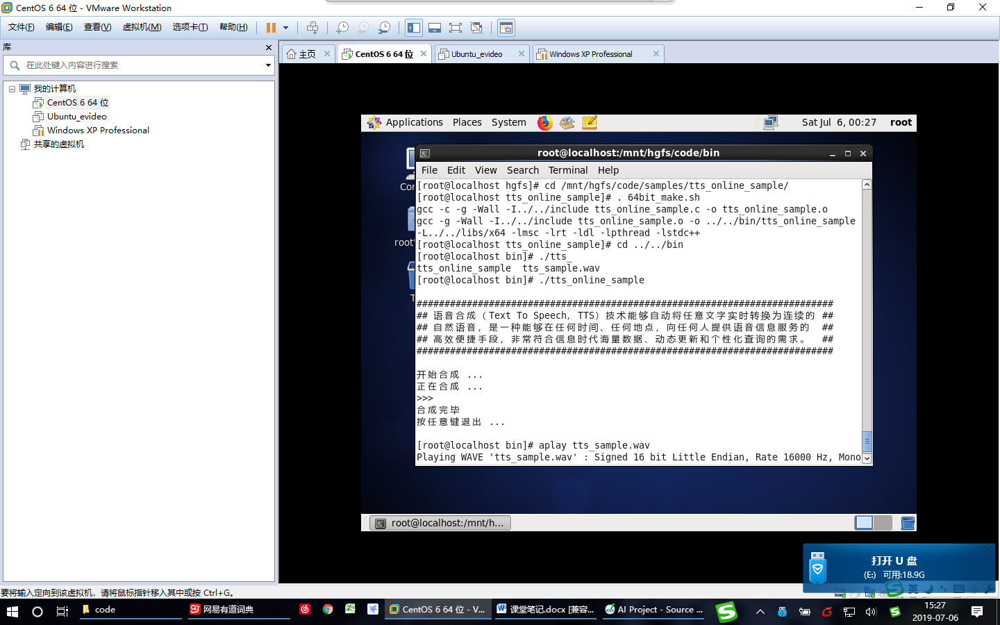 CentOS 6 64 位 - VMware Workstation
文件(F) 编辑(E) 查看(V) 虚拟机(M) 选项卡(T) 帮助(H)
库
在此处键入内容进行搜索
我的计算机
CentOS 6 64 位
Ubuntu_evideo
Windows XP Professional
共享的虚拟机
主页 CentOS 6 64 位 Ubuntu_evideo Windows XP Professional
Applications Places System Sat Jul 6, 00:27 root
root@localhost:/mnt/hgfs/code/bin
File Edit View Search Terminal Help
[root@localhost hgfs]# cd /mnt/hgfs/code/samples/tts_online_sample/
[root@localhost tts_online_sample]# . 64bit_make.sh
gcc -c -g -Wall -I../../include tts_online_sample.c -o tts_online_sample.o
gcc -g -Wall -I../../include tts_online_sample.o -o ../../bin/tts_online_sample
-L../../libs/x64 -lmsc -lrt -ldl -lpthread -lstdc++
[root@localhost tts_online_sample]# cd ../../bin
[root@localhost bin]# ./tts_
tts_online_sample tts_sample.wav
[root@localhost bin]# ./tts_online_sample
###########################################################################
## 语音合成（Text To Speech，TTS）技术能够自动将任意文字实时转换为连续的 ##
## 自然语音，是一种能够在任何时间、任何地点，向任何人提供语音信息服务的 ##
## 高效便捷手段，非常符合信息时代海量数据、动态更新和个性化查询的需求。 ##
###########################################################################
开始合成 ...
正在合成 ...
>>>
合成完毕
按任意键退出 ...
[root@localhost bin]# aplay tts_sample.wav
Playing WAVE 'tts_sample.wav' : Signed 16 bit Little Endian, Rate 16000 Hz, Mono
Co
root'
T
root@localhost:/mnt/h...
打开 U 盘
(E:) 可用:18.9G
英
要将输入定向到该虚拟机，请将鼠标指针移入其中或按 Ctrl+G。
code 网易有道词典 CentOS 6 64 位 - V... 课堂笔记.docx [兼容... AI Project - Source ...
15:27
2019-07-06